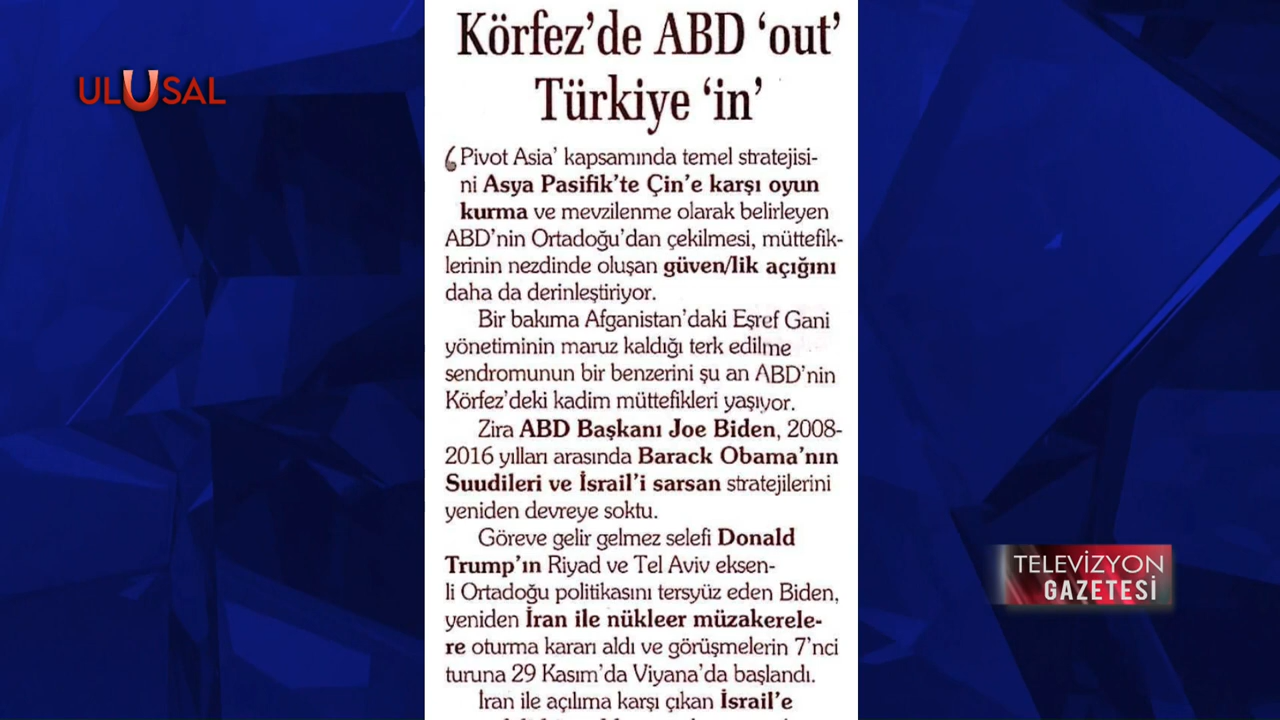 ULUSAL
Körfez’de ABD ‘out’
Türkiye ‘in’
‘Pivot Asia’ kapsamında temel stratejisi-
ni Asya Pasifik’te Çin’e karşı oyun
kurma ve mevzilenme olarak belirleyen
ABD’nin Ortadoğu’dan çekilmesi, müttefik-
lerinin nezdinde oluşan güven/lik açığını
daha da derinleştiriyor.
Bir bakıma Afganistan’daki Eşref Gani
yönetiminin maruz kaldığı terk edilme
sendromunun bir benzerini şu an ABD’nin
Körfez’deki kadim müttefikleri yaşıyor.
Zira ABD Başkanı Joe Biden, 2008-
2016 yılları arasında Barack Obama’nın
Suudileri ve İsrail’i sarsan stratejilerini
yeniden devreye soktu.
Göreve gelir gelmez selefi Donald
Trump’ın Riyad ve Tel Aviv eksen-
li Ortadoğu politikasını tersyüz eden Biden,
yeniden İran ile nükleer müzakerele-
re oturma kararı aldı ve görüşmelerin 7’nci
turuna 29 Kasım’da Viyana’da başlandı.
İran ile açılıma karşı çıkan İsrail’e
TELEVİZYON
GAZETESİ